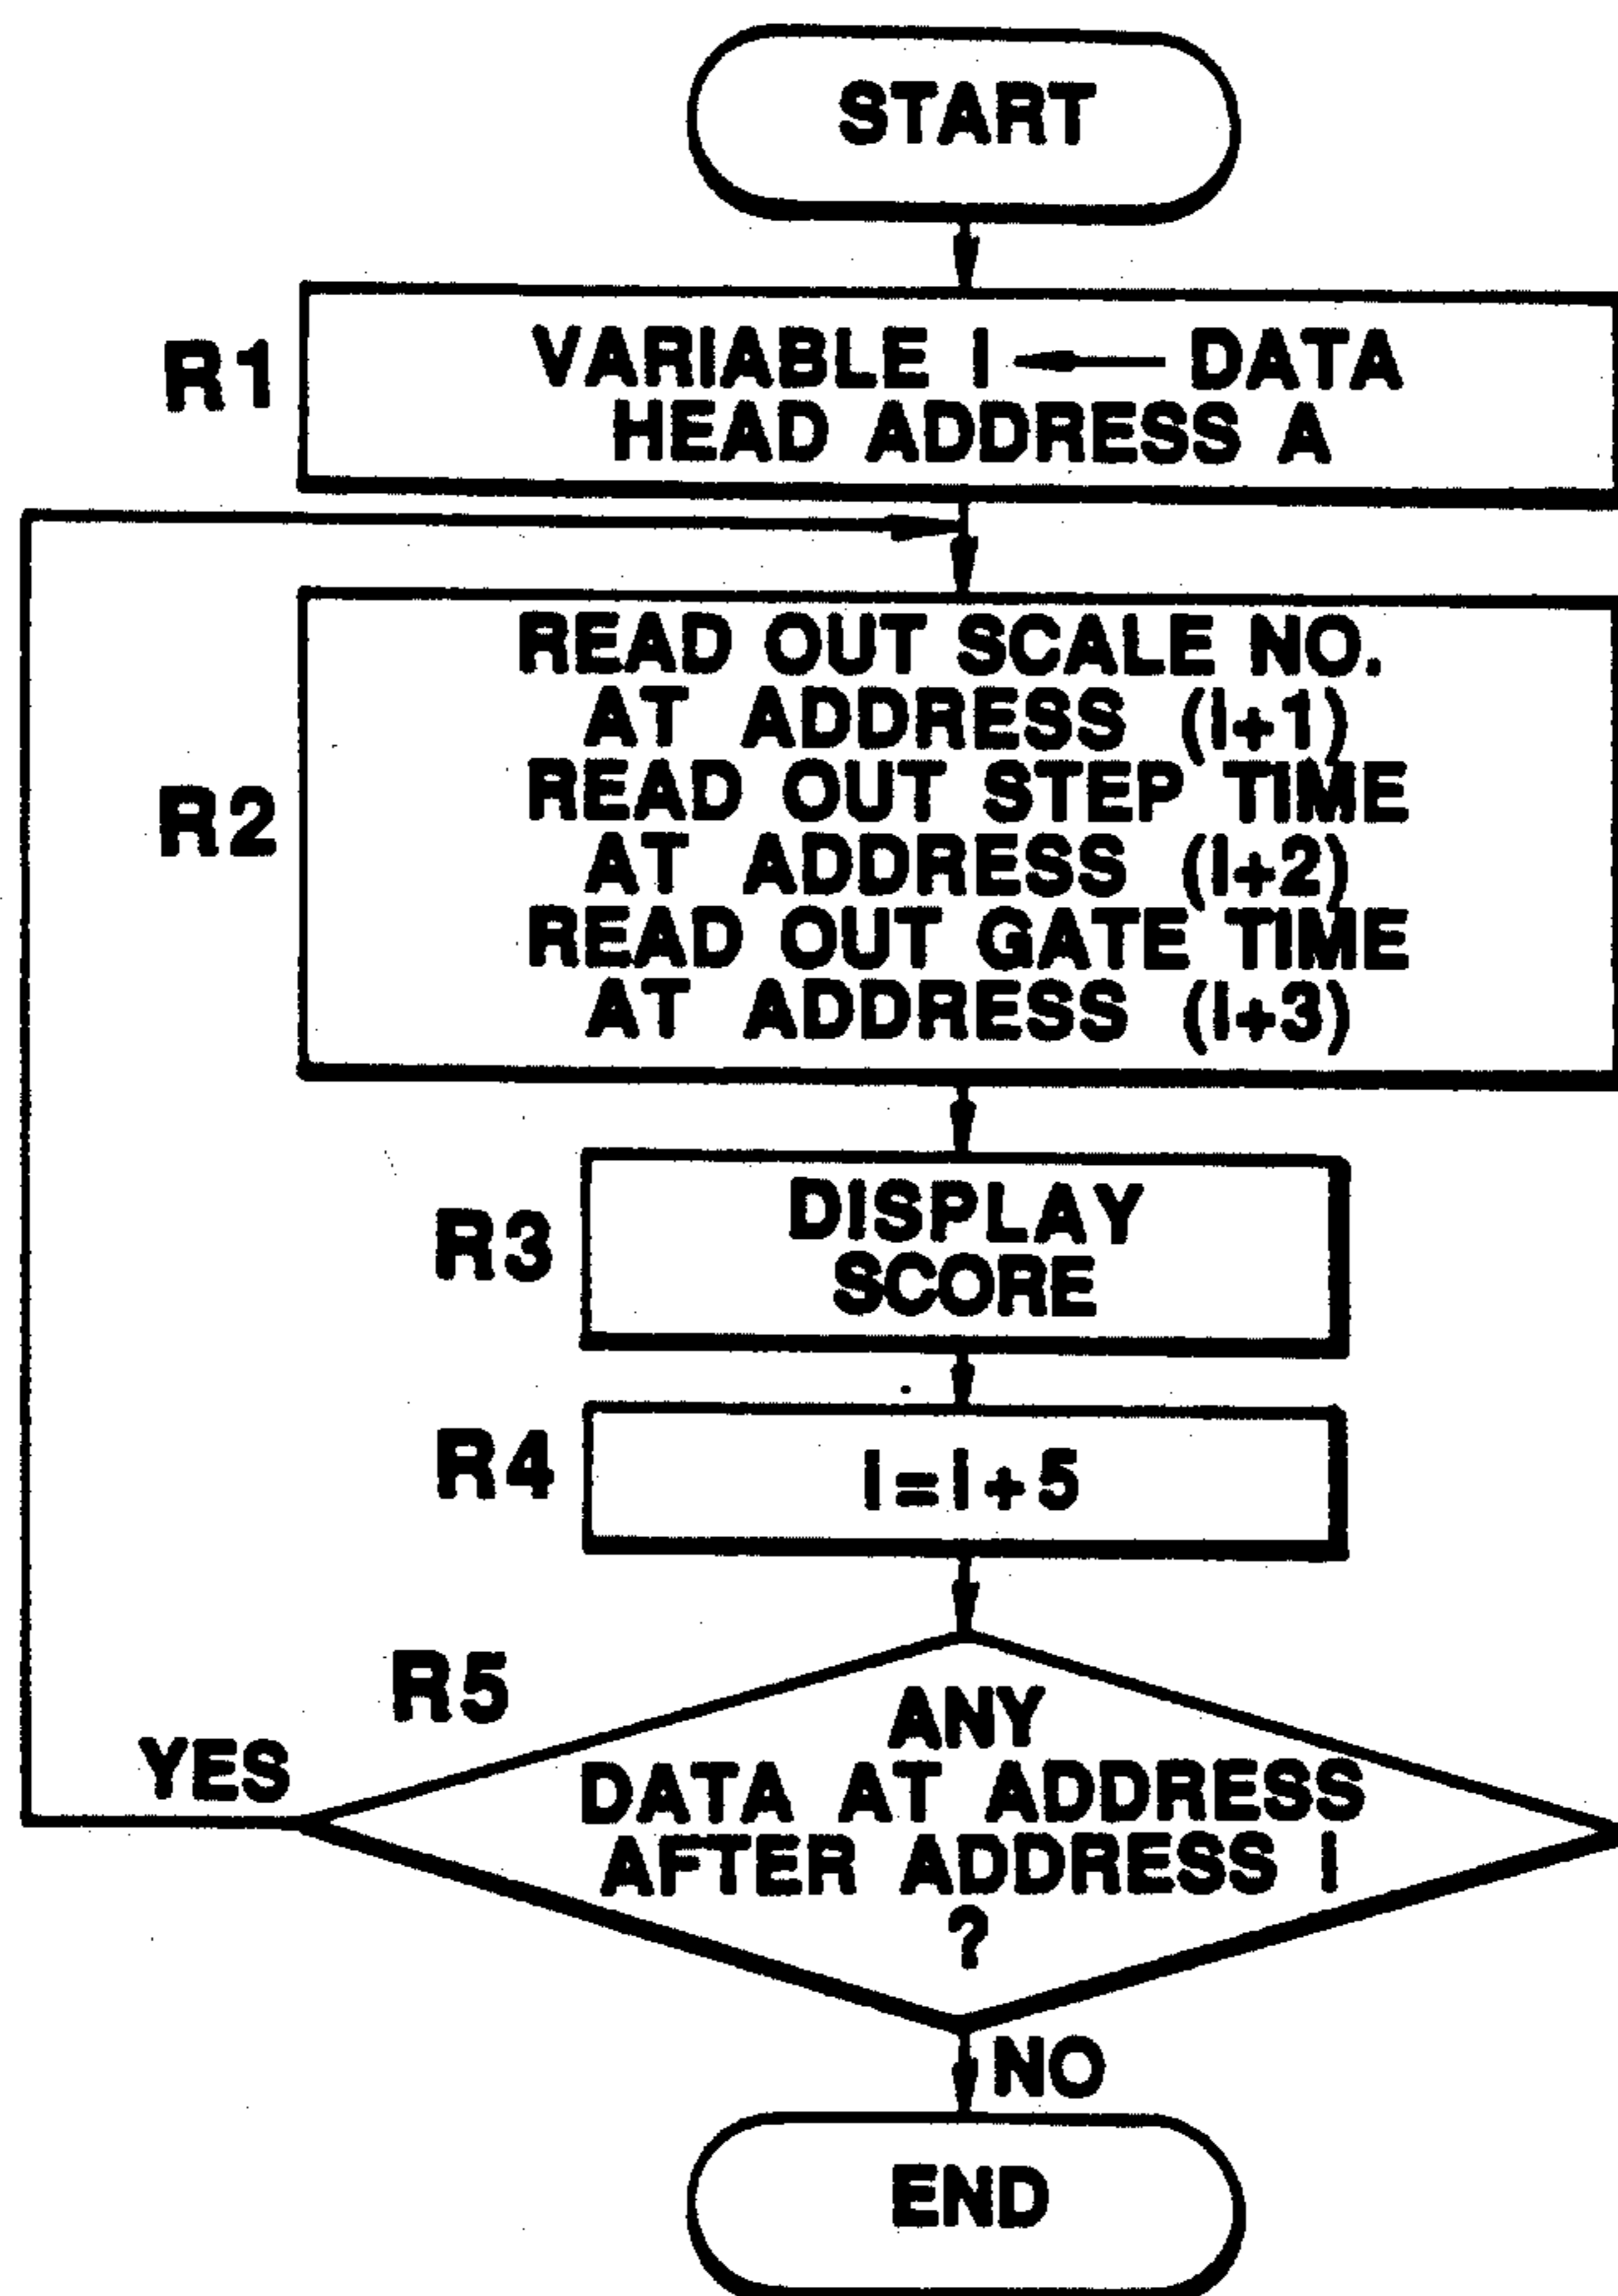 START
R1
VARIABLE I ← DATA
HEAD ADDRESS A
R2
READ OUT SCALE NO.
AT ADDRESS (I+1)
READ OUT STEP TIME
AT ADDRESS (I+2)
READ OUT GATE TIME
AT ADDRESS (I+3)
R3
DISPLAY
SCORE
R4
I=I+5
R5
YES
ANY
DATA AT ADDRESS
AFTER ADDRESS I
?
NO
END